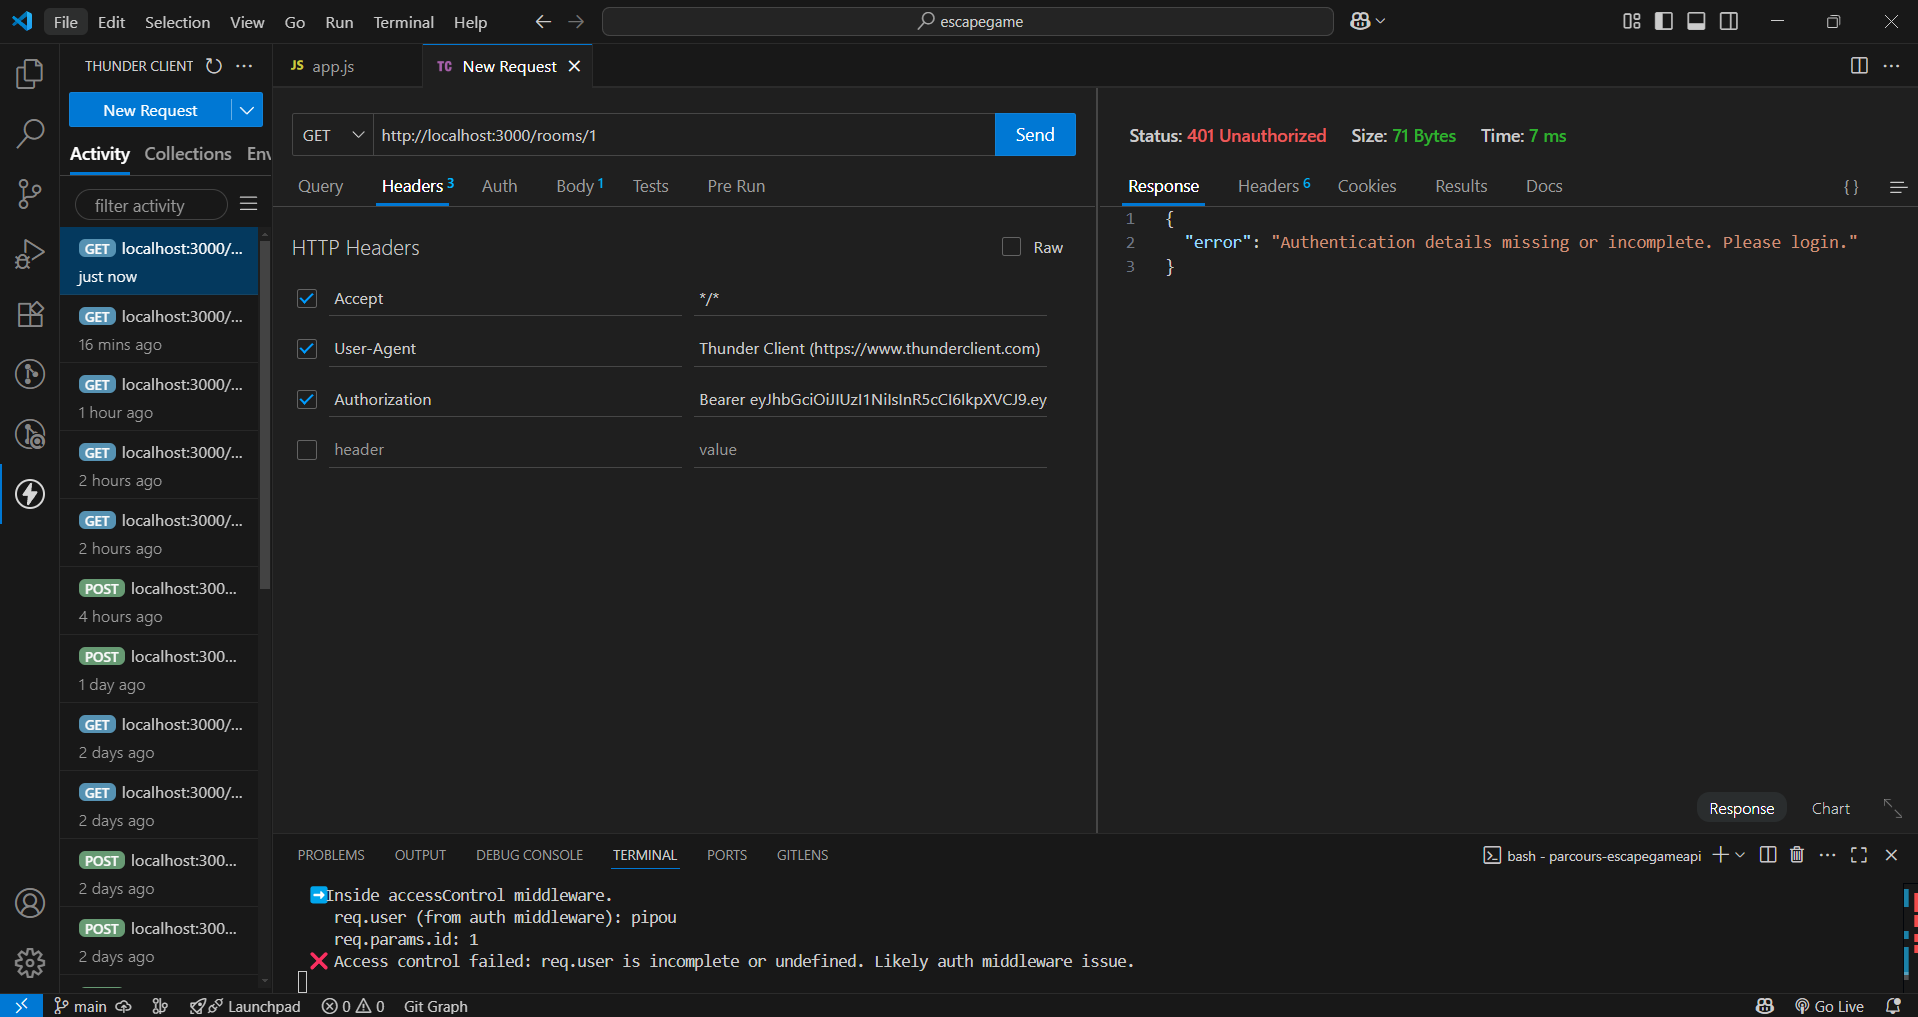 File Edit Selection View Go Run Terminal Help
escapegame
THUNDER CLIENT
New Request
Activity Collections Env
filter activity
GET localhost:3000/...
just now
GET localhost:3000/...
16 mins ago
GET localhost:3000/...
1 hour ago
GET localhost:3000/...
2 hours ago
GET localhost:3000/...
2 hours ago
POST localhost:300...
4 hours ago
POST localhost:300...
1 day ago
GET localhost:3000/...
2 days ago
GET localhost:3000/...
2 days ago
POST localhost:300...
2 days ago
POST localhost:300...
2 days ago
JS app.js
TC New Request
GET http://localhost:3000/rooms/1 Send
Query Headers 3 Auth Body 1 Tests Pre Run
HTTP Headers Raw
Accept */*
User-Agent Thunder Client (https://www.thunderclient.com)
Authorization Bearer eyJhbGciOiJIUzI1NiIsInR5cCI6IkpXVCJ9.ey
header value
Status: 401 Unauthorized Size: 71 Bytes Time: 7 ms
Response Headers 6 Cookies Results Docs { }
1 {
2 "error": "Authentication details missing or incomplete. Please login."
3 }
Response Chart
PROBLEMS OUTPUT DEBUG CONSOLE TERMINAL PORTS GITLENS
bash - parcours-escapegameapi
➡️Inside accessControl middleware.
req.user (from auth middleware): pipou
req.params.id: 1
❌ Access control failed: req.user is incomplete or undefined. Likely auth middleware issue.
main Launchpad 0 0 Git Graph
Go Live